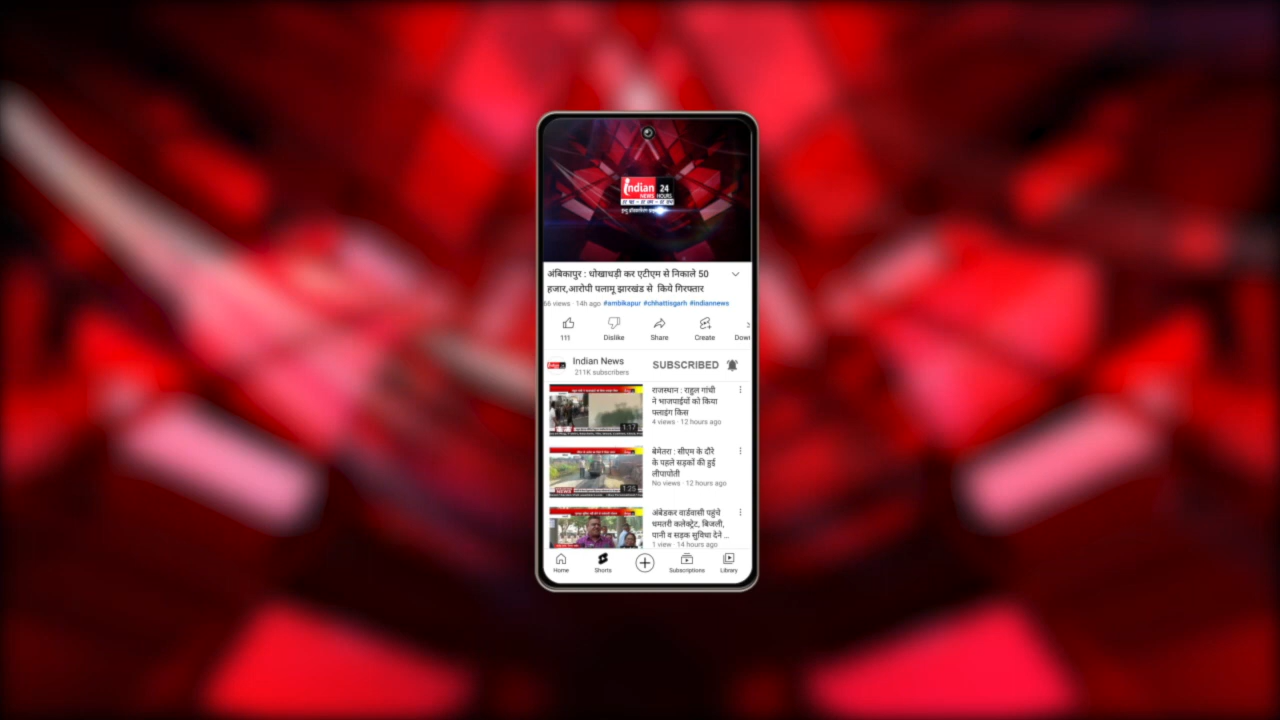 Indian 24
NEWS HOURS
अंबिकापुर : धोखाधड़ी कर एटीएम से निकाले 50
हजार,आरोपी पलामू झारखंड से किये गिरफ्तार
66 views · 14h ago #ambikapur #chhattisgarh #indiannews
111 Dislike Share Create Dowl
Indian News
211K subscribers
SUBSCRIBED
राजस्थान : राहुल गांधी
ने भाजपाईयों को किया
फ्लाइंग किस
4 views · 12 hours ago
1:17
बेमेतरा : सीएम के दौरे
के पहले सड़कों की हुई
लीपापोती
No views · 12 hours ago
1:25
अंबेडकर वार्डवासी पहुंचे
धमतरी कलेक्ट्रेट, बिजली,
पानी व सड़क सुविधा देने ...
1 view · 14 hours ago
Home Shorts Subscriptions Library